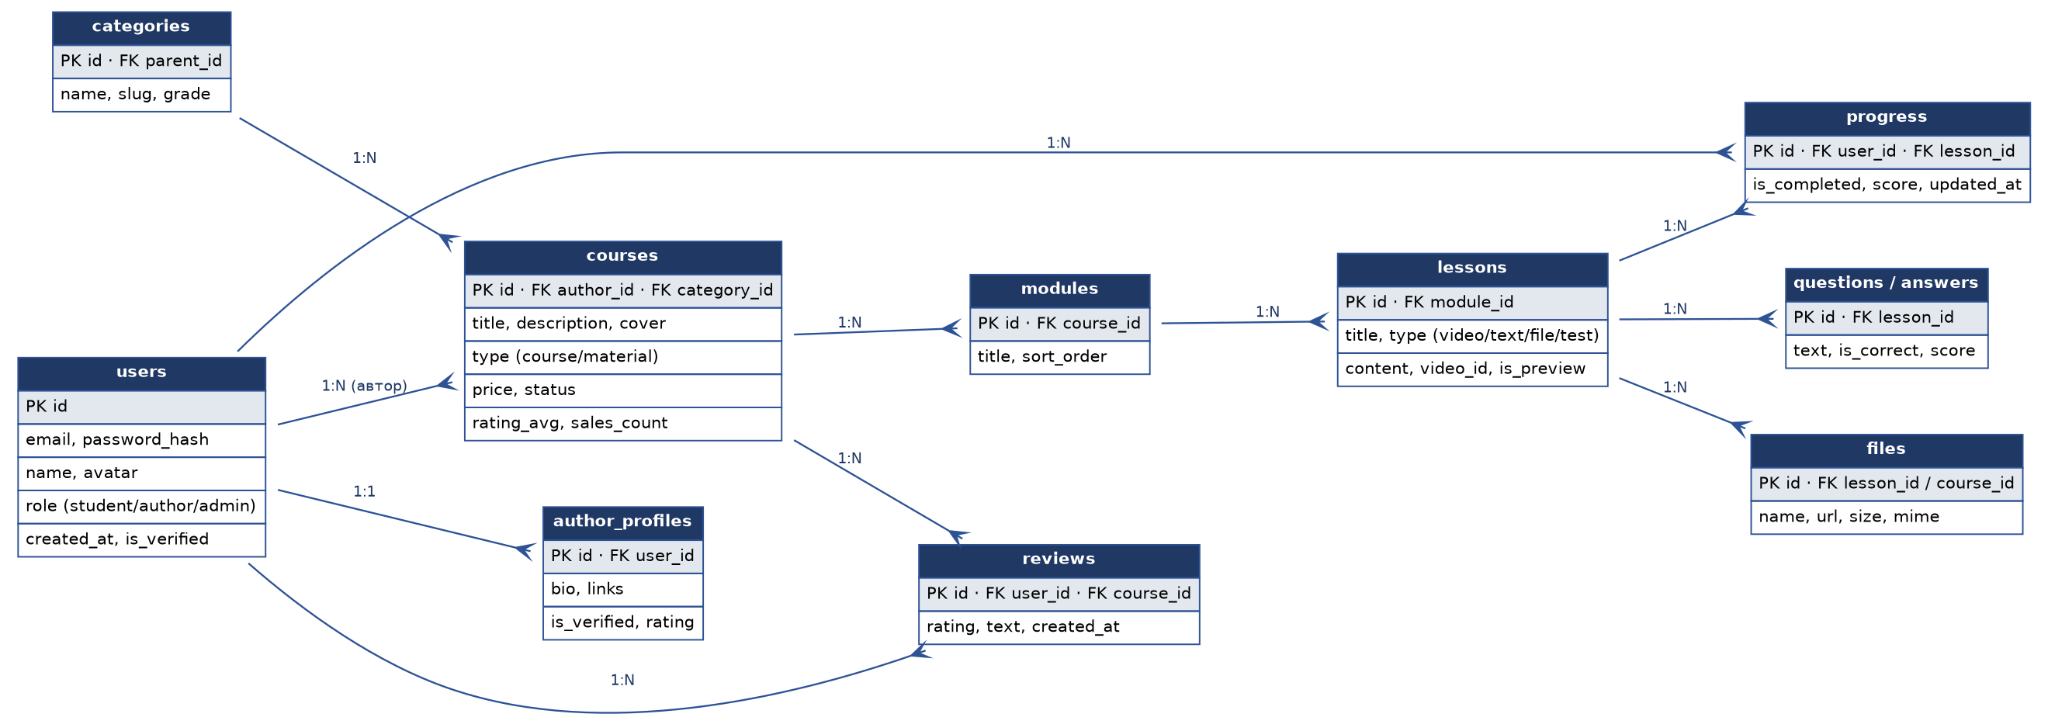 categories
PK id · FK parent_id
name, slug, grade
1:N
1:N
progress
PK id · FK user_id · FK lesson_id
is_completed, score, updated_at
courses
PK id · FK author_id · FK category_id
title, description, cover
type (course/material)
price, status
rating_avg, sales_count
1:N
modules
PK id · FK course_id
title, sort_order
1:N
lessons
PK id · FK module_id
title, type (video/text/file/test)
content, video_id, is_preview
1:N
1:N
questions / answers
PK id · FK lesson_id
text, is_correct, score
1:N
files
PK id · FK lesson_id / course_id
name, url, size, mime
users
PK id
email, password_hash
name, avatar
role (student/author/admin)
created_at, is_verified
1:N (автор)
1:1
author_profiles
PK id · FK user_id
bio, links
is_verified, rating
1:N
reviews
PK id · FK user_id · FK course_id
rating, text, created_at
1:N